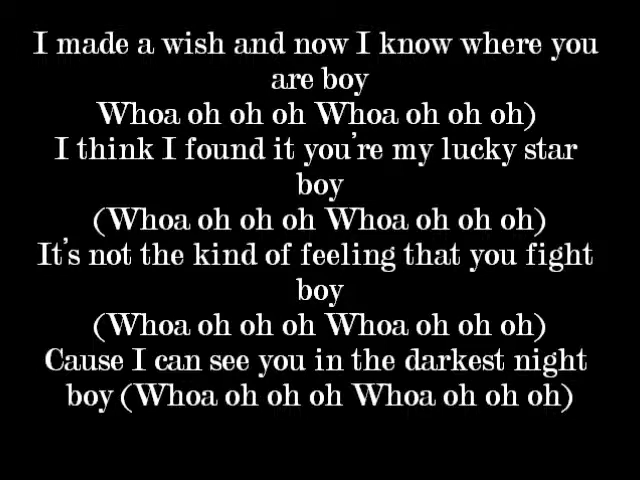 I made a wish and now I know where you
are boy
Whoa oh oh oh Whoa oh oh oh)
I think I found it you're my lucky star
boy
(Whoa oh oh oh Whoa oh oh oh)
It's not the kind of feeling that you fight
boy
(Whoa oh oh oh Whoa oh oh oh)
Cause I can see you in the darkest night
boy (Whoa oh oh oh Whoa oh oh oh)